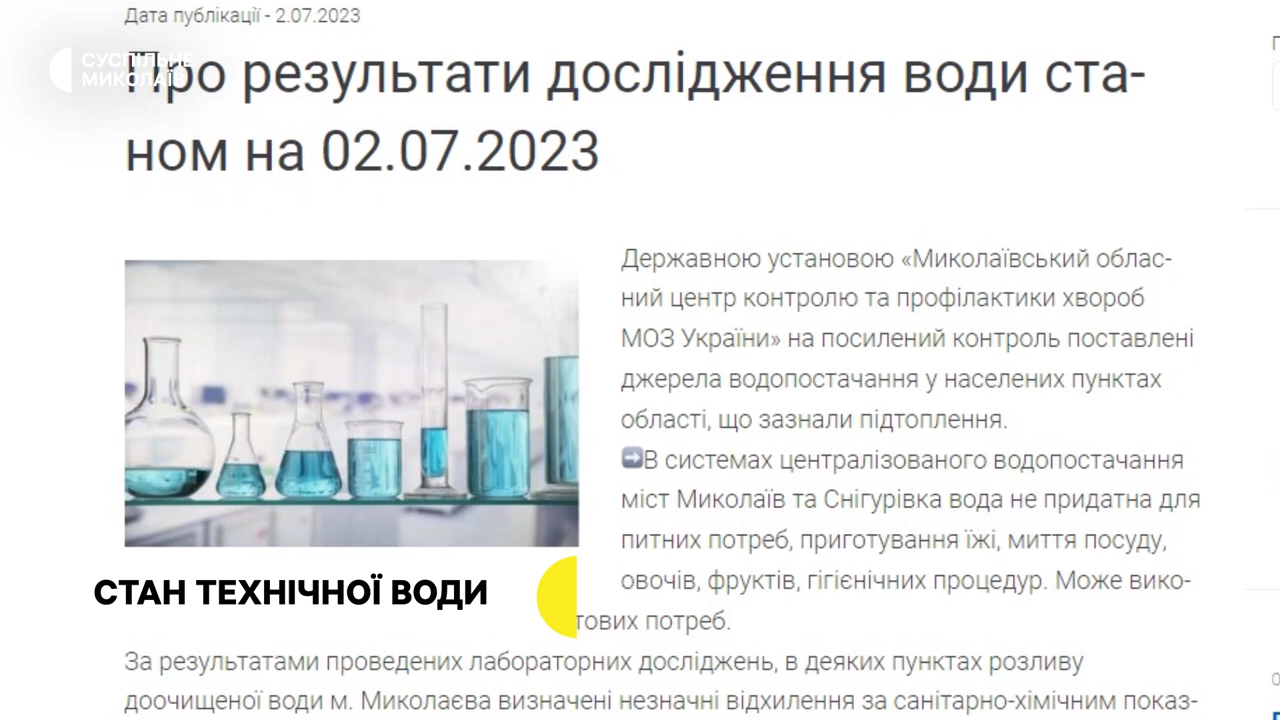 Дата публікації - 2.07.2023
СУСПІЛЬНЕ
МИКОЛАЇВ
Про результати дослідження води ста-
ном на 02.07.2023
Державною установою «Миколаївський облас-
ний центр контролю та профілактики хвороб
МОЗ України» на посилений контроль поставлені
джерела водопостачання у населених пунктах
області, що зазнали підтоплення.
➡В системах централізованого водопостачання
міст Миколаїв та Снігурівка вода не придатна для
питних потреб, приготування їжі, миття посуду,
овочів, фруктів, гігієнічних процедур. Може вико-
тових потреб.
СТАН ТЕХНІЧНОЇ ВОДИ
За результатами проведених лабораторних досліджень, в деяких пунктах розливу
доочищеної води м. Миколаєва визначені незначні відхилення за санітарно-хімічним показ-